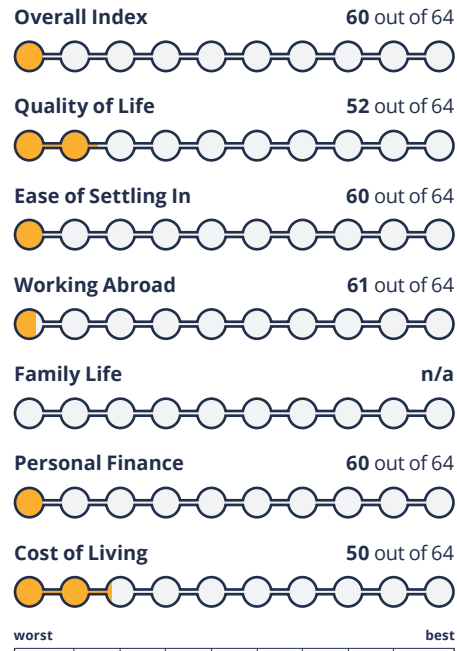 Overall Index 60 out of 64
Quality of Life 52 out of 64
Ease of Settling In 60 out of 64
Working Abroad 61 out of 64
Family Life n/a
Personal Finance 60 out of 64
Cost of Living 50 out of 64
worst best